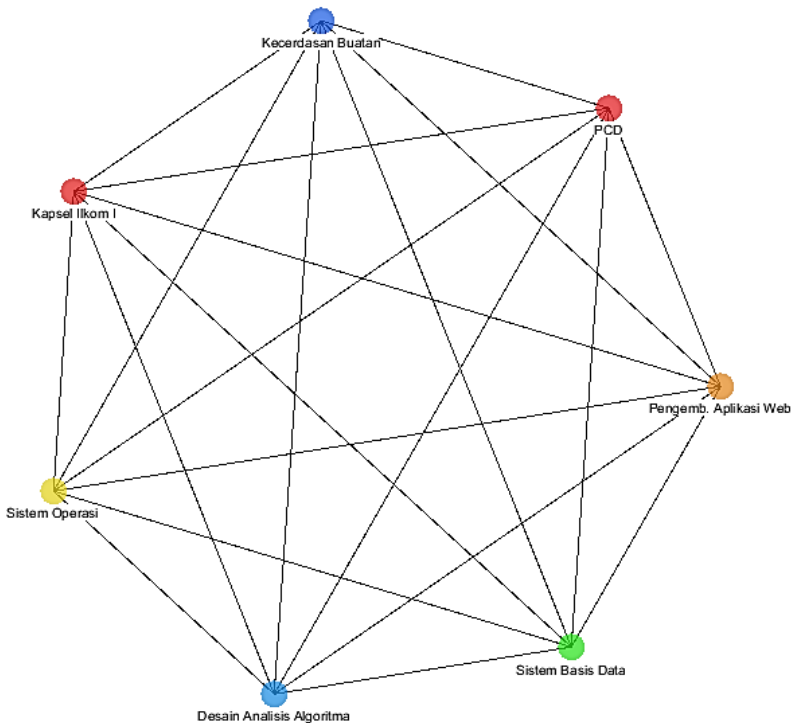 Kecerdasan Buatan
PCD
Kapsel Ilkom I
Pengemb. Aplikasi Web
Sistem Operasi
Sistem Basis Data
Desain Analisis Algoritma